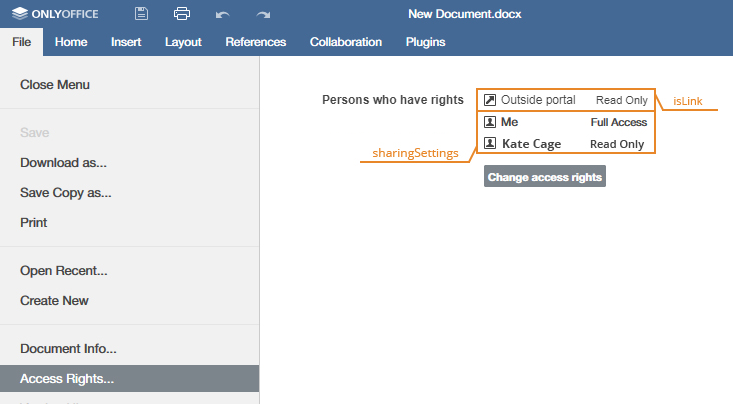 ONLYOFFICE New Document.docx
File Home Insert Layout References Collaboration Plugins
Close Menu
Save
Download as...
Save Copy as...
Print
Open Recent...
Create New
Document Info...
Access Rights...
Persons who have rights
Outside portal Read Only
Me Full Access
Kate Cage Read Only
isLink
sharingSettings
Change access rights